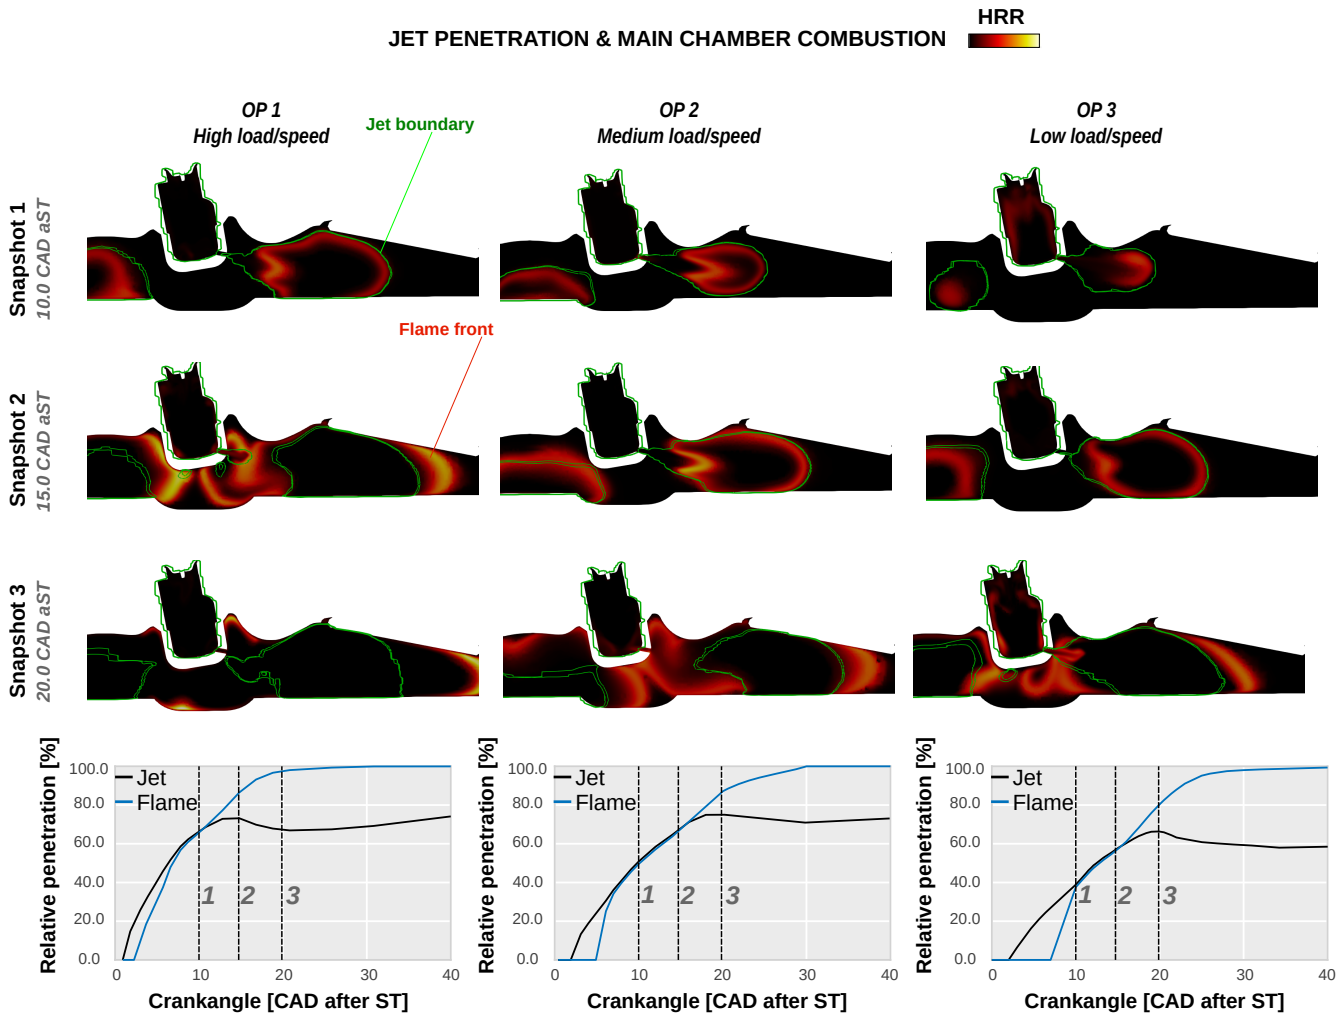 HRR
JET PENETRATION & MAIN CHAMBER COMBUSTION
OP 1
High load/speed
OP 2
Medium load/speed
OP 3
Low load/speed
Jet boundary
Snapshot 1
10.0 CAD aST
Flame front
Snapshot 2
15.0 CAD aST
Snapshot 3
20.0 CAD aST
Relative penetration [%]
100.0
80.0
60.0
40.0
20.0
0.0
Jet
Flame
1
2
3
0
10
20
30
40
Crankangle [CAD after ST]
Relative penetration [%]
100.0
80.0
60.0
40.0
20.0
0.0
Jet
Flame
1
2
3
0
10
20
30
40
Crankangle [CAD after ST]
Relative penetration [%]
100.0
80.0
60.0
40.0
20.0
0.0
Jet
Flame
1
2
3
0
10
20
30
40
Crankangle [CAD after ST]